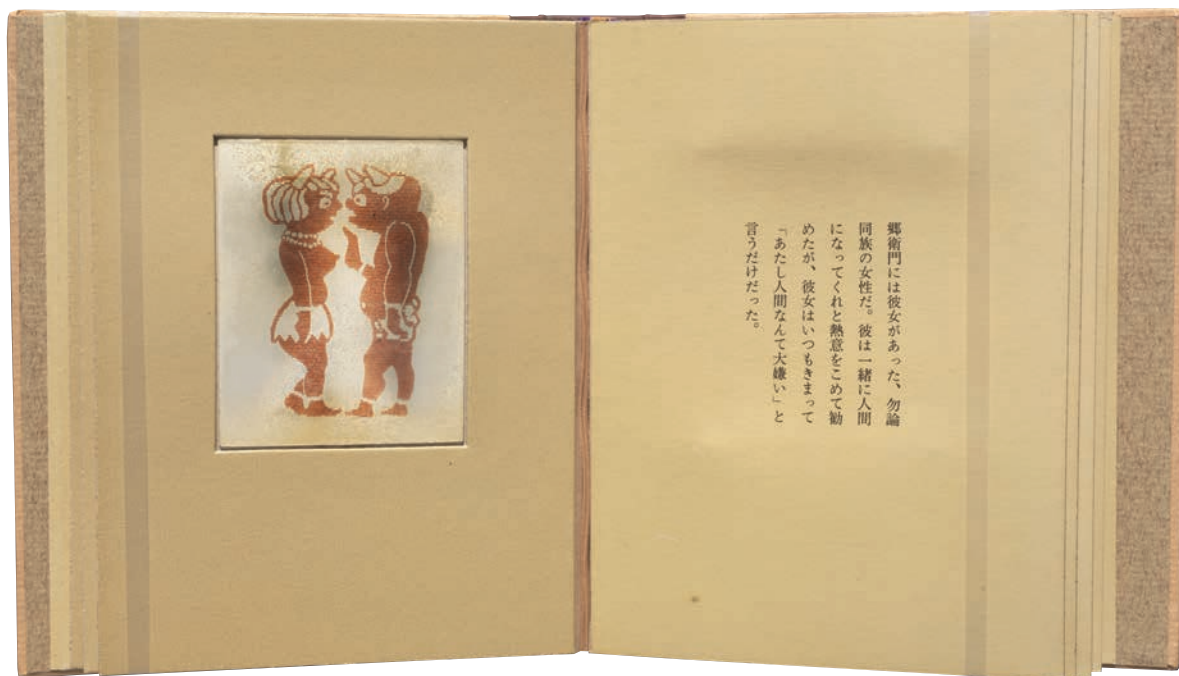 郷衛門には彼女があった、勿論
同族の女性だ。彼は一緒に人間
になってくれと熱意をこめて勧
めたが、彼女はいつもきまって
「あたし人間なんて大嫌い」と
言うだけだった。